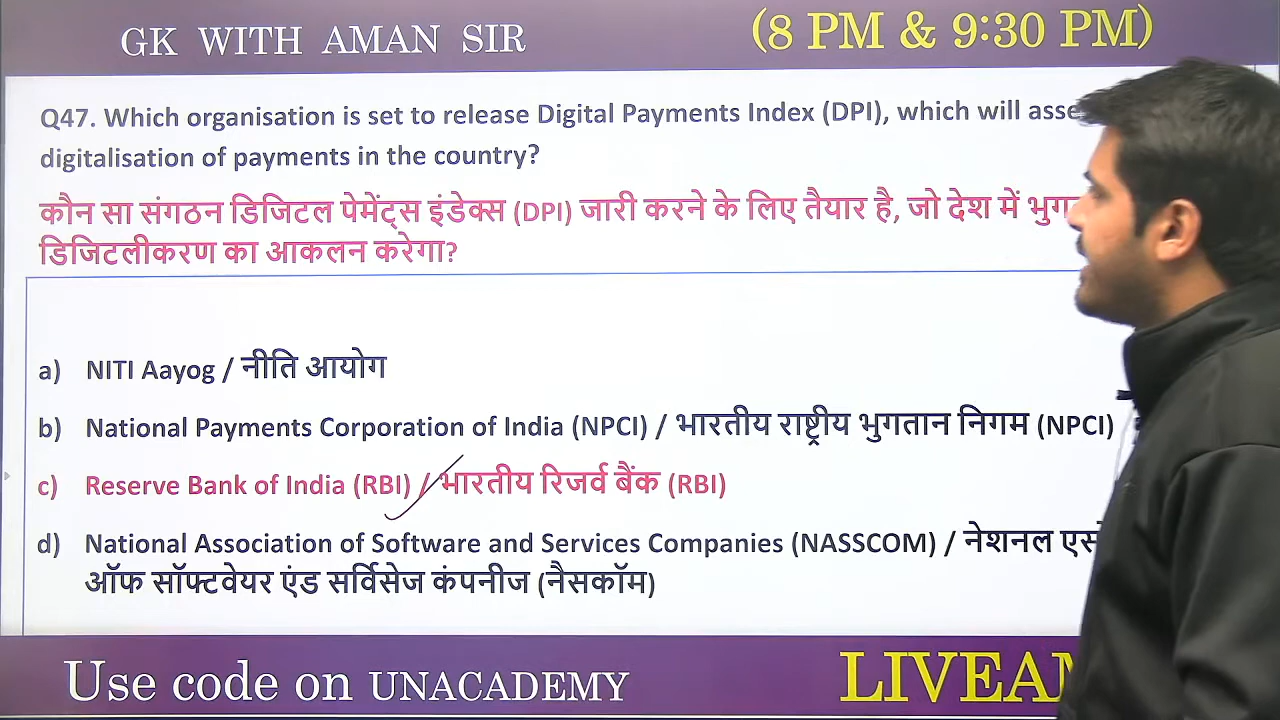 GK WITH AMAN SIR
(8 PM & 9:30 PM)
Q47. Which organisation is set to release Digital Payments Index (DPI), which will
digitalisation of payments in the country?
कौन सा संगठन डिजिटल पेमेंट्स इंडेक्स (DPI) जारी करने के लिए तैयार है, जो देश में
डिजिटलीकरण का आकलन करेगा?
a) NITI Aayog / नीति आयोग
b) National Payments Corporation of India (NPCI) / भारतीय राष्ट्रीय भुगतान निगम (NPCI)
c) Reserve Bank of India (RBI) / भारतीय रिजर्व बैंक (RBI)
d) National Association of Software and Services Companies (NASSCOM) / नेशनल
ऑफ सॉफ्टवेयर एंड सर्विसेज कंपनीज (नैसकॉम)
Use code on UNACADEMY